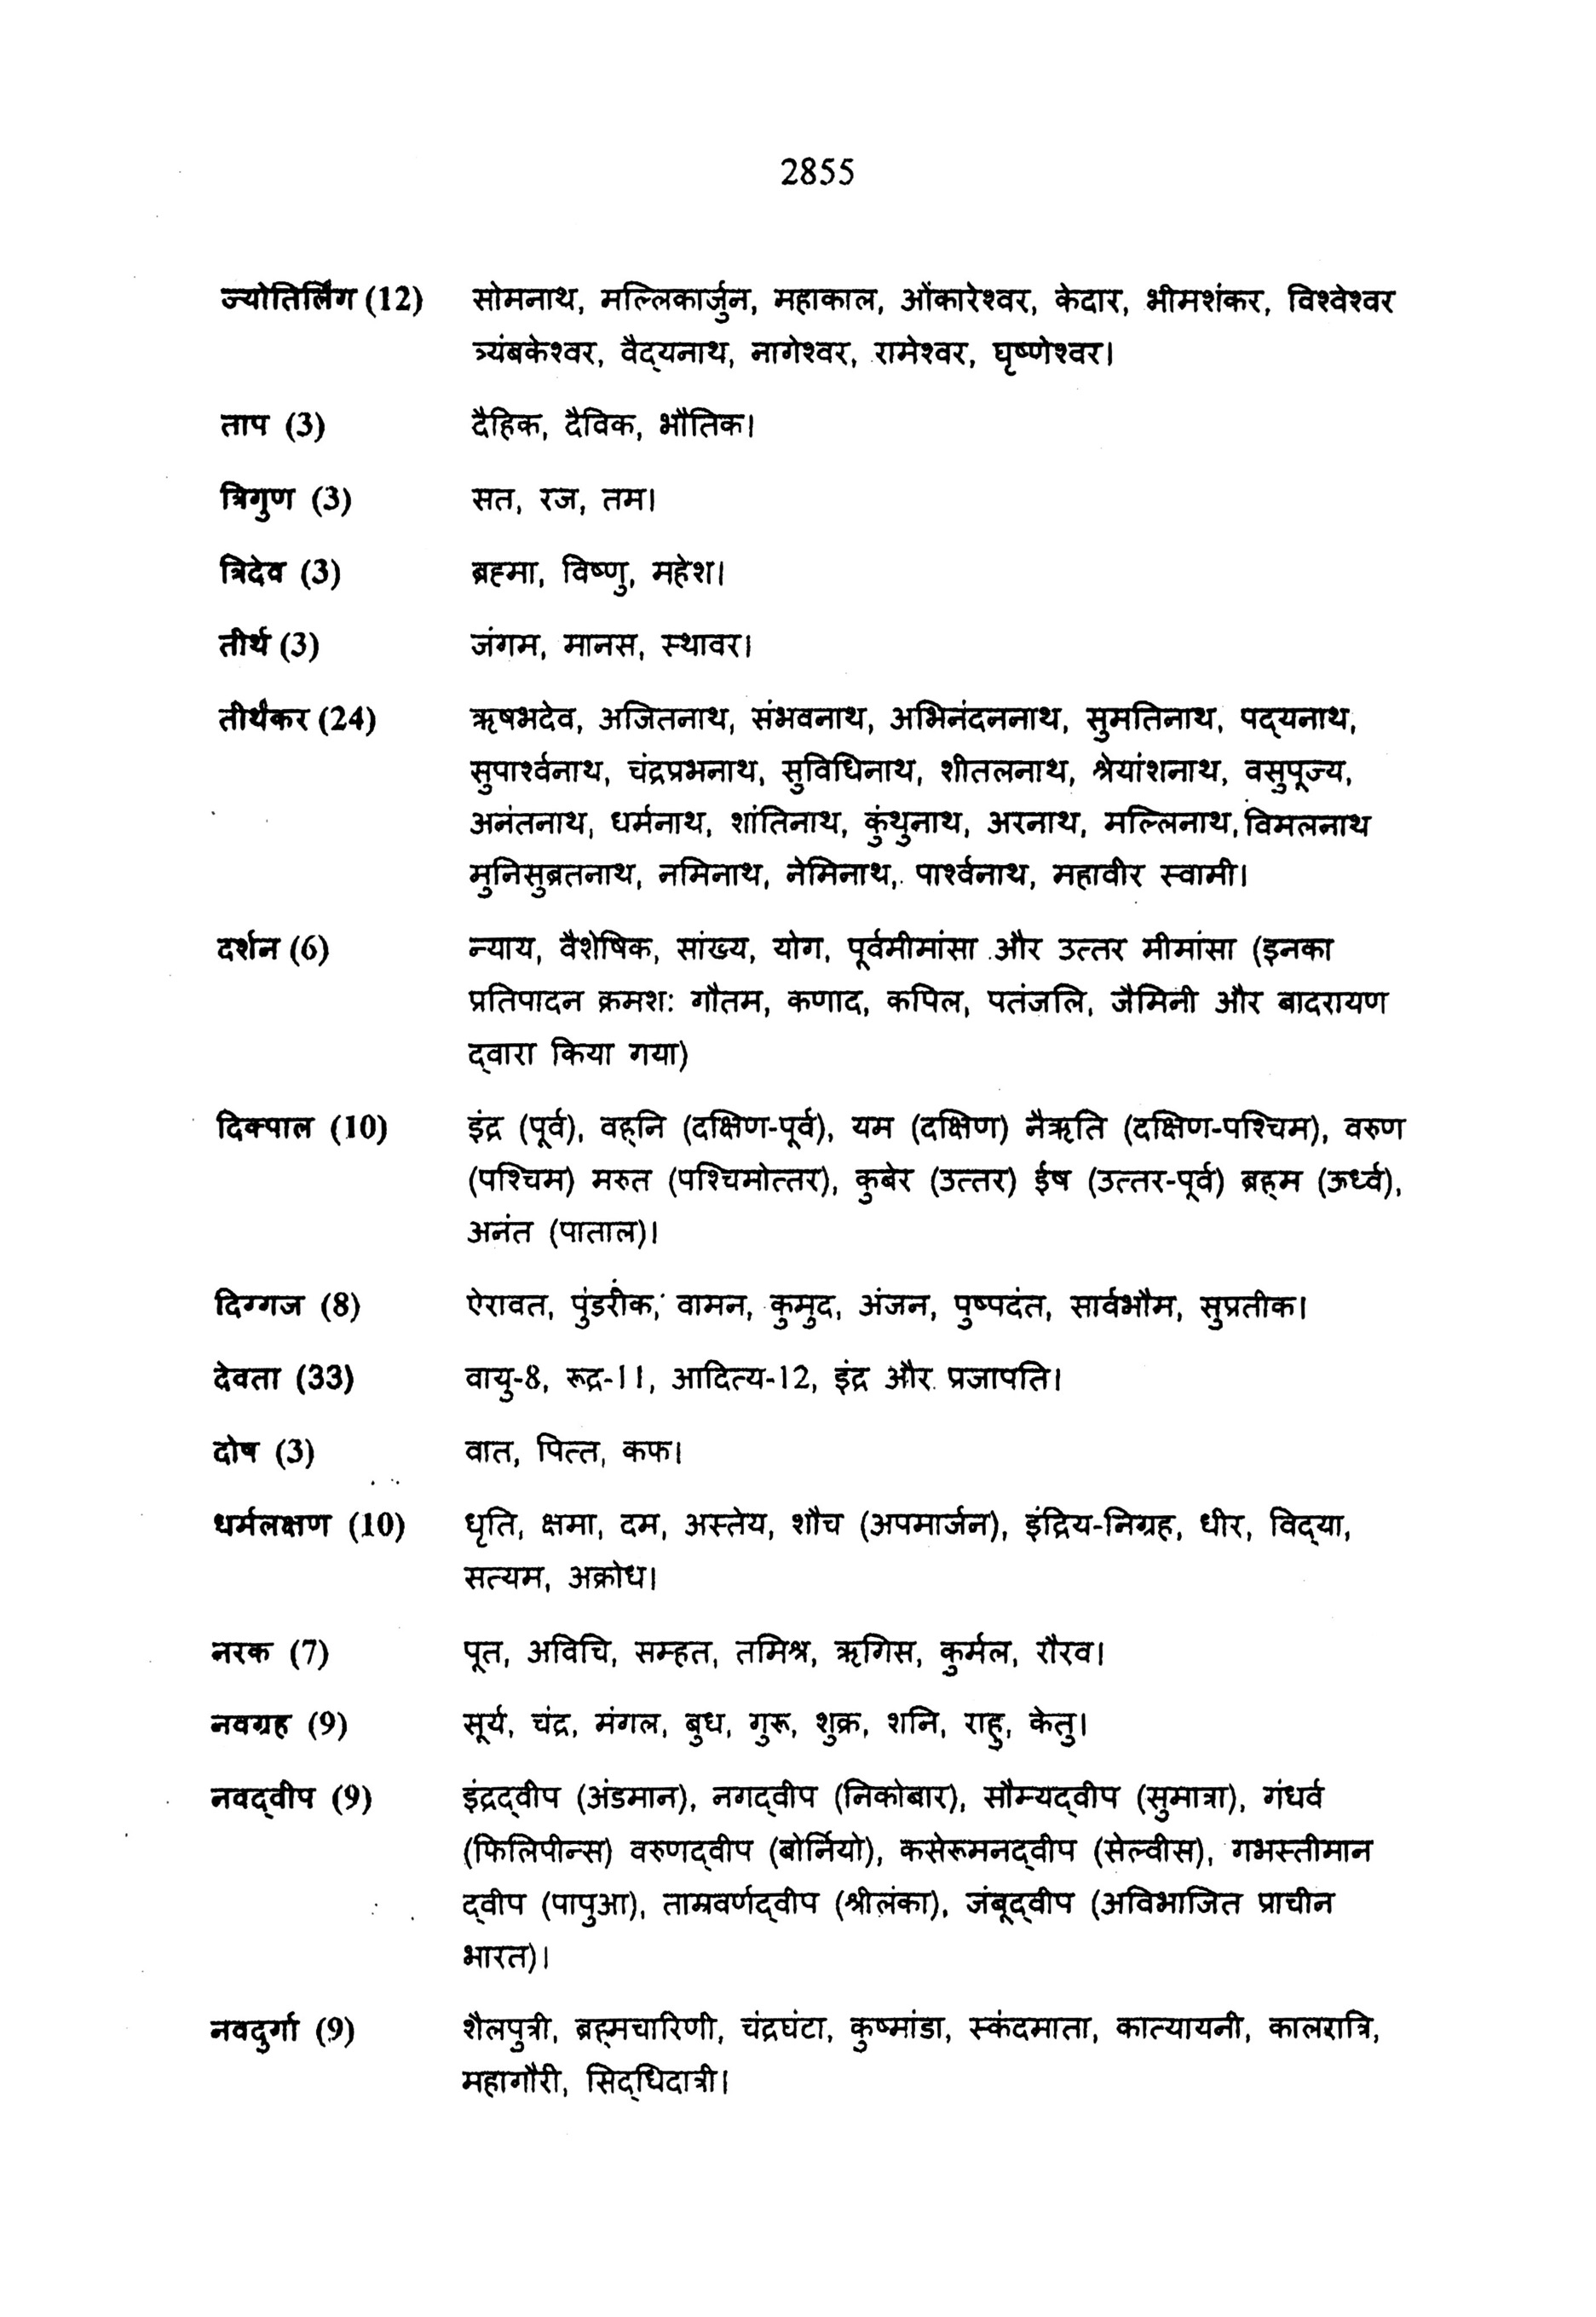 2855
ज्योतिर्लिंग (12) सोमनाथ, मल्लिकार्जुन, महाकाल, ओंकारेश्वर, केदार, भीमशंकर, विश्वेश्वर
त्र्यंबकेश्वर, वैद्‌यनाथ, नागेश्वर, रामेश्वर, घृष्णेश्वर।
ताप (3) दैहिक, दैविक, भौतिक।
त्रिगुण (3) सत, रज, तम।
त्रिदेव (3) ब्रह्‌मा, विष्णु, महेश।
तीर्थ (3) जंगम, मानस, स्थावर।
तीर्थंकर (24) ऋषभदेव, अजितनाथ, संभवनाथ, अभिनंदननाथ, सुमतिनाथ, पद्‌यनाथ,
सुपार्श्वनाथ, चंद्रप्रभनाथ, सुविधिनाथ, शीतलनाथ, श्रेयांशनाथ, वसुपूज्य,
अनंतनाथ, धर्मनाथ, शांतिनाथ, कुंथुनाथ, अरनाथ, मल्लिनाथ, विमलनाथ
मुनिसुब्रतनाथ, नमिनाथ, नेमिनाथ, पार्श्वनाथ, महावीर स्वामी।
दर्शन (6) न्याय, वैशेषिक, सांख्य, योग, पूर्वमीमांसा और उत्तर मीमांसा (इनका
प्रतिपादन क्रमश: गौतम, कणाद, कपिल, पतंजलि, जैमिनी और बादरायण
द्‌वारा किया गया)
दिक्पाल (10) इंद्र (पूर्व), वह्‌नि (दक्षिण-पूर्व), यम (दक्षिण) नैऋति (दक्षिण-पश्चिम), वरुण
(पश्चिम) मरुत (पश्चिमोत्तर), कुबेर (उत्तर) ईष (उत्तर-पूर्व) ब्रह्‌म (ऊर्ध्व),
अनंत (पाताल)।
दिग्गज (8) ऐरावत, पुंडरीक, वामन, कुमुद, अंजन, पुष्पदंत, सार्वभौम, सुप्रतीक।
देवता (33) वायु-8, रूद्र-11, आदित्य-12, इंद्र और प्रजापति।
दोष (3) वात, पित्त, कफ।
धर्मलक्षण (10) धृति, क्षमा, दम, अस्तेय, शौच (अपमार्जन), इंद्रिय-निग्रह, धीर, विद्‌या,
सत्यम, अक्रोध।
नरक (7) पूत, अविचि, सम्हत, तमिश्र, ऋगिस, कुर्मल, रौरव।
नवग्रह (9) सूर्य, चंद्र, मंगल, बुध, गुरू, शुक्र, शनि, राहु, केतु।
नवद्‌वीप (9) इंद्रद्‌वीप (अंडमान), नगद्‌वीप (निकोबार), सौम्यद्‌वीप (सुमात्रा), गंधर्व
(फिलिपीन्स) वरुणद्‌वीप (बोर्नियो), कसेरूमनद्‌वीप (सेल्वीस), गभस्तीमान
द्‌वीप (पापुआ), ताम्रवर्णद्‌वीप (श्रीलंका), जंबूद्‌वीप (अविभाजित प्राचीन
भारत)।
नवदुर्गा (9) शैलपुत्री, ब्रह्‌मचारिणी, चंद्रघंटा, कुष्मांडा, स्कंदमाता, कात्यायनी, कालरात्रि,
महागौरी, सिद्‌धिदात्री।